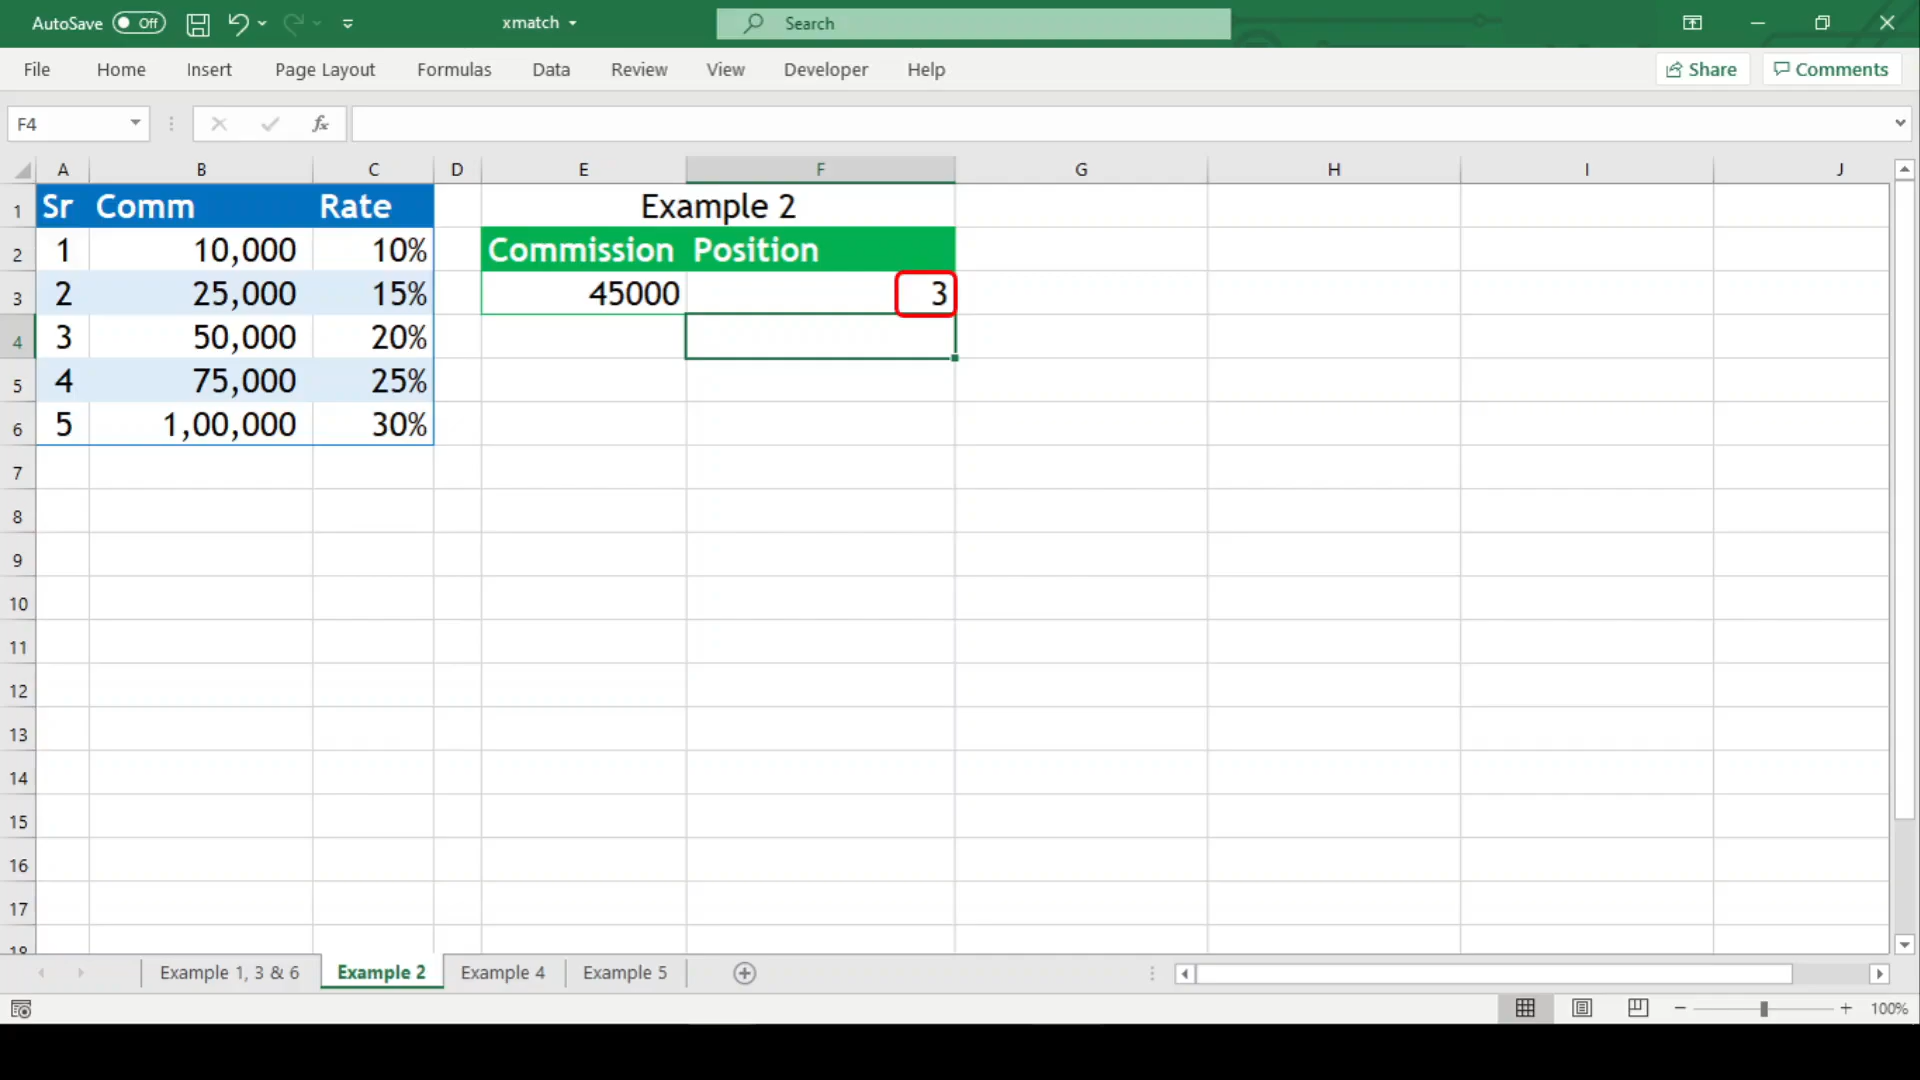 AutoSave Off xmatch Search
File Home Insert Page Layout Formulas Data Review View Developer Help Share Comments
F4 fx
A B C D E F G H I J
1 Sr Comm Rate Example 2
2 1 10,000 10% Commission Position
3 2 25,000 15% 45000 3
4 3 50,000 20%
5 4 75,000 25%
6 5 1,00,000 30%
7
8
9
10
11
12
13
14
15
16
17
18
Example 1, 3 & 6 Example 2 Example 4 Example 5
100%